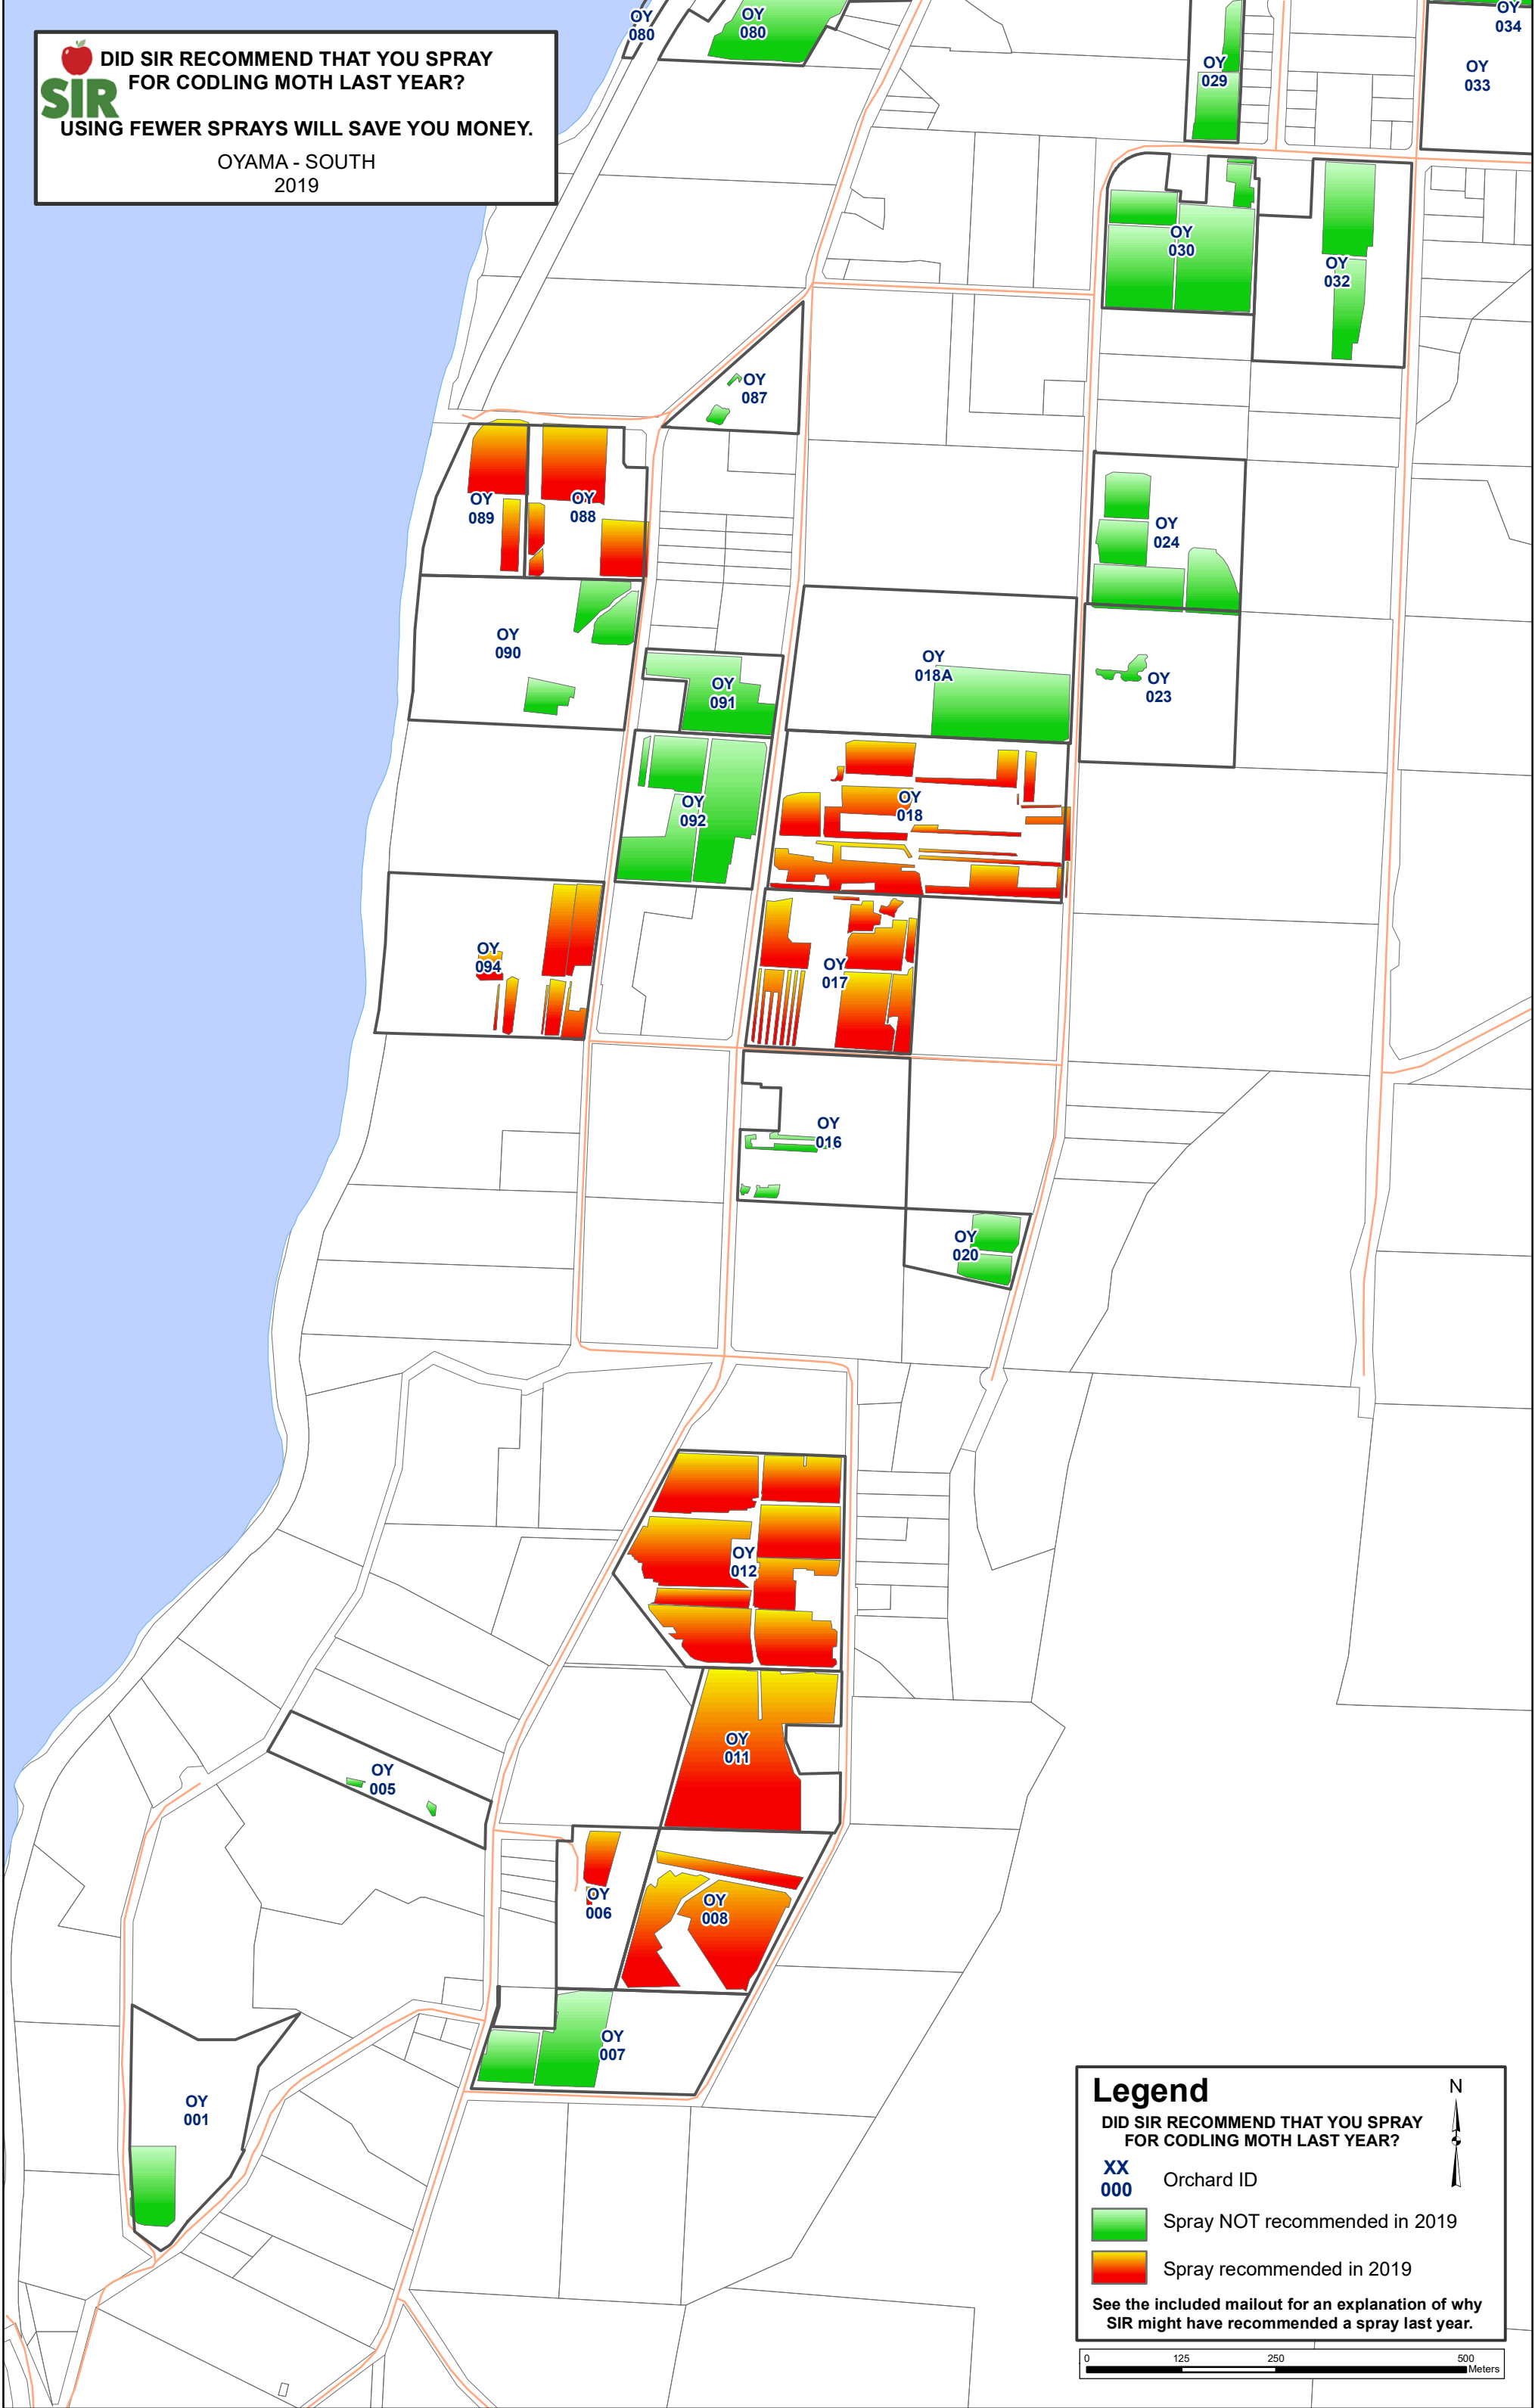 OY
080
OY
080
OY
034
OY
033
OY
029
DID SIR RECOMMEND THAT YOU SPRAY
FOR CODLING MOTH LAST YEAR?
SIR
USING FEWER SPRAYS WILL SAVE YOU MONEY.
OYAMA - SOUTH
2019
OY
030
OY
032
OY
087
OY
089
OY
088
OY
024
OY
090
OY
091
OY
018A
OY
023
OY
092
OY
018
OY
094
OY
017
OY
016
OY
020
OY
012
OY
011
OY
005
OY
006
OY
008
OY
007
OY
001
Legend
N
DID SIR RECOMMEND THAT YOU SPRAY
FOR CODLING MOTH LAST YEAR?
XX
000
Orchard ID
Spray NOT recommended in 2019
Spray recommended in 2019
See the included mailout for an explanation of why
SIR might have recommended a spray last year.
0 125 250 500
Meters